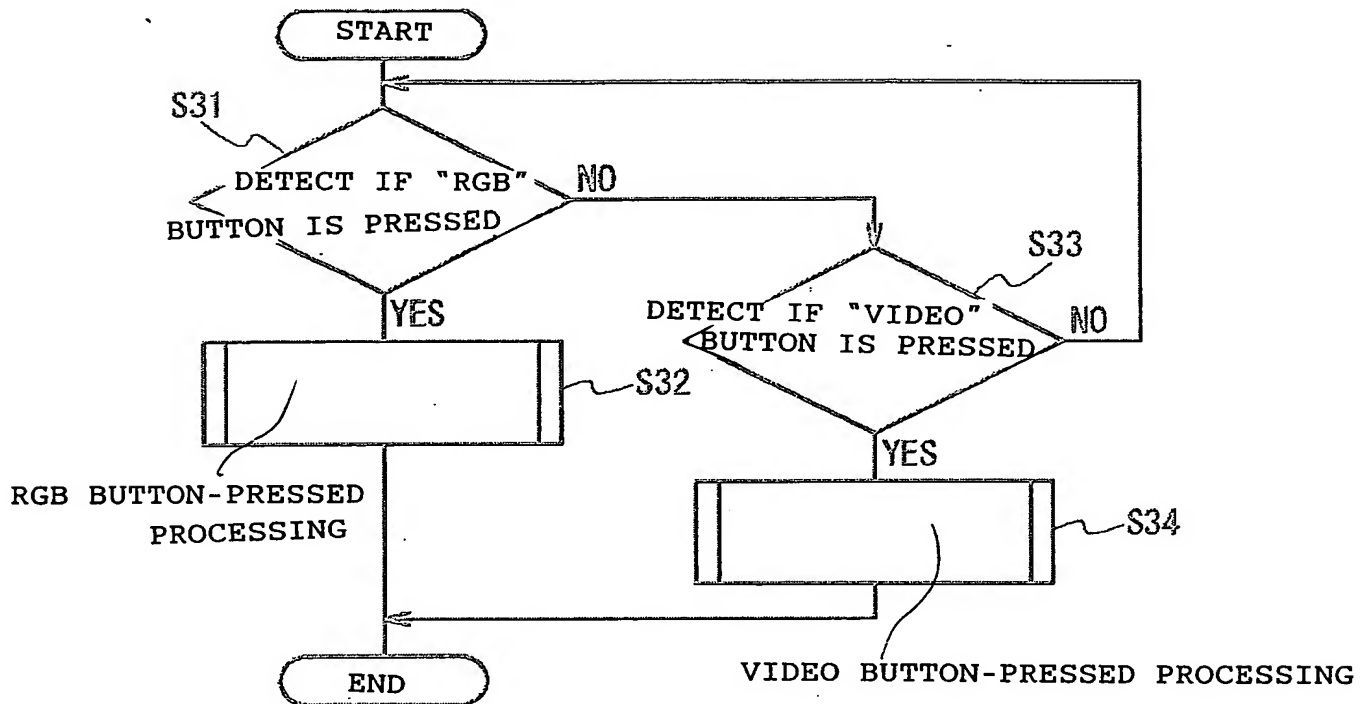 START
S31
DETECT IF "RGB"
BUTTON IS PRESSED
NO
YES
S33
DETECT IF "VIDEO"
BUTTON IS PRESSED
NO
S32
YES
RGB BUTTON-PRESSED
PROCESSING
S34
VIDEO BUTTON-PRESSED PROCESSING
END